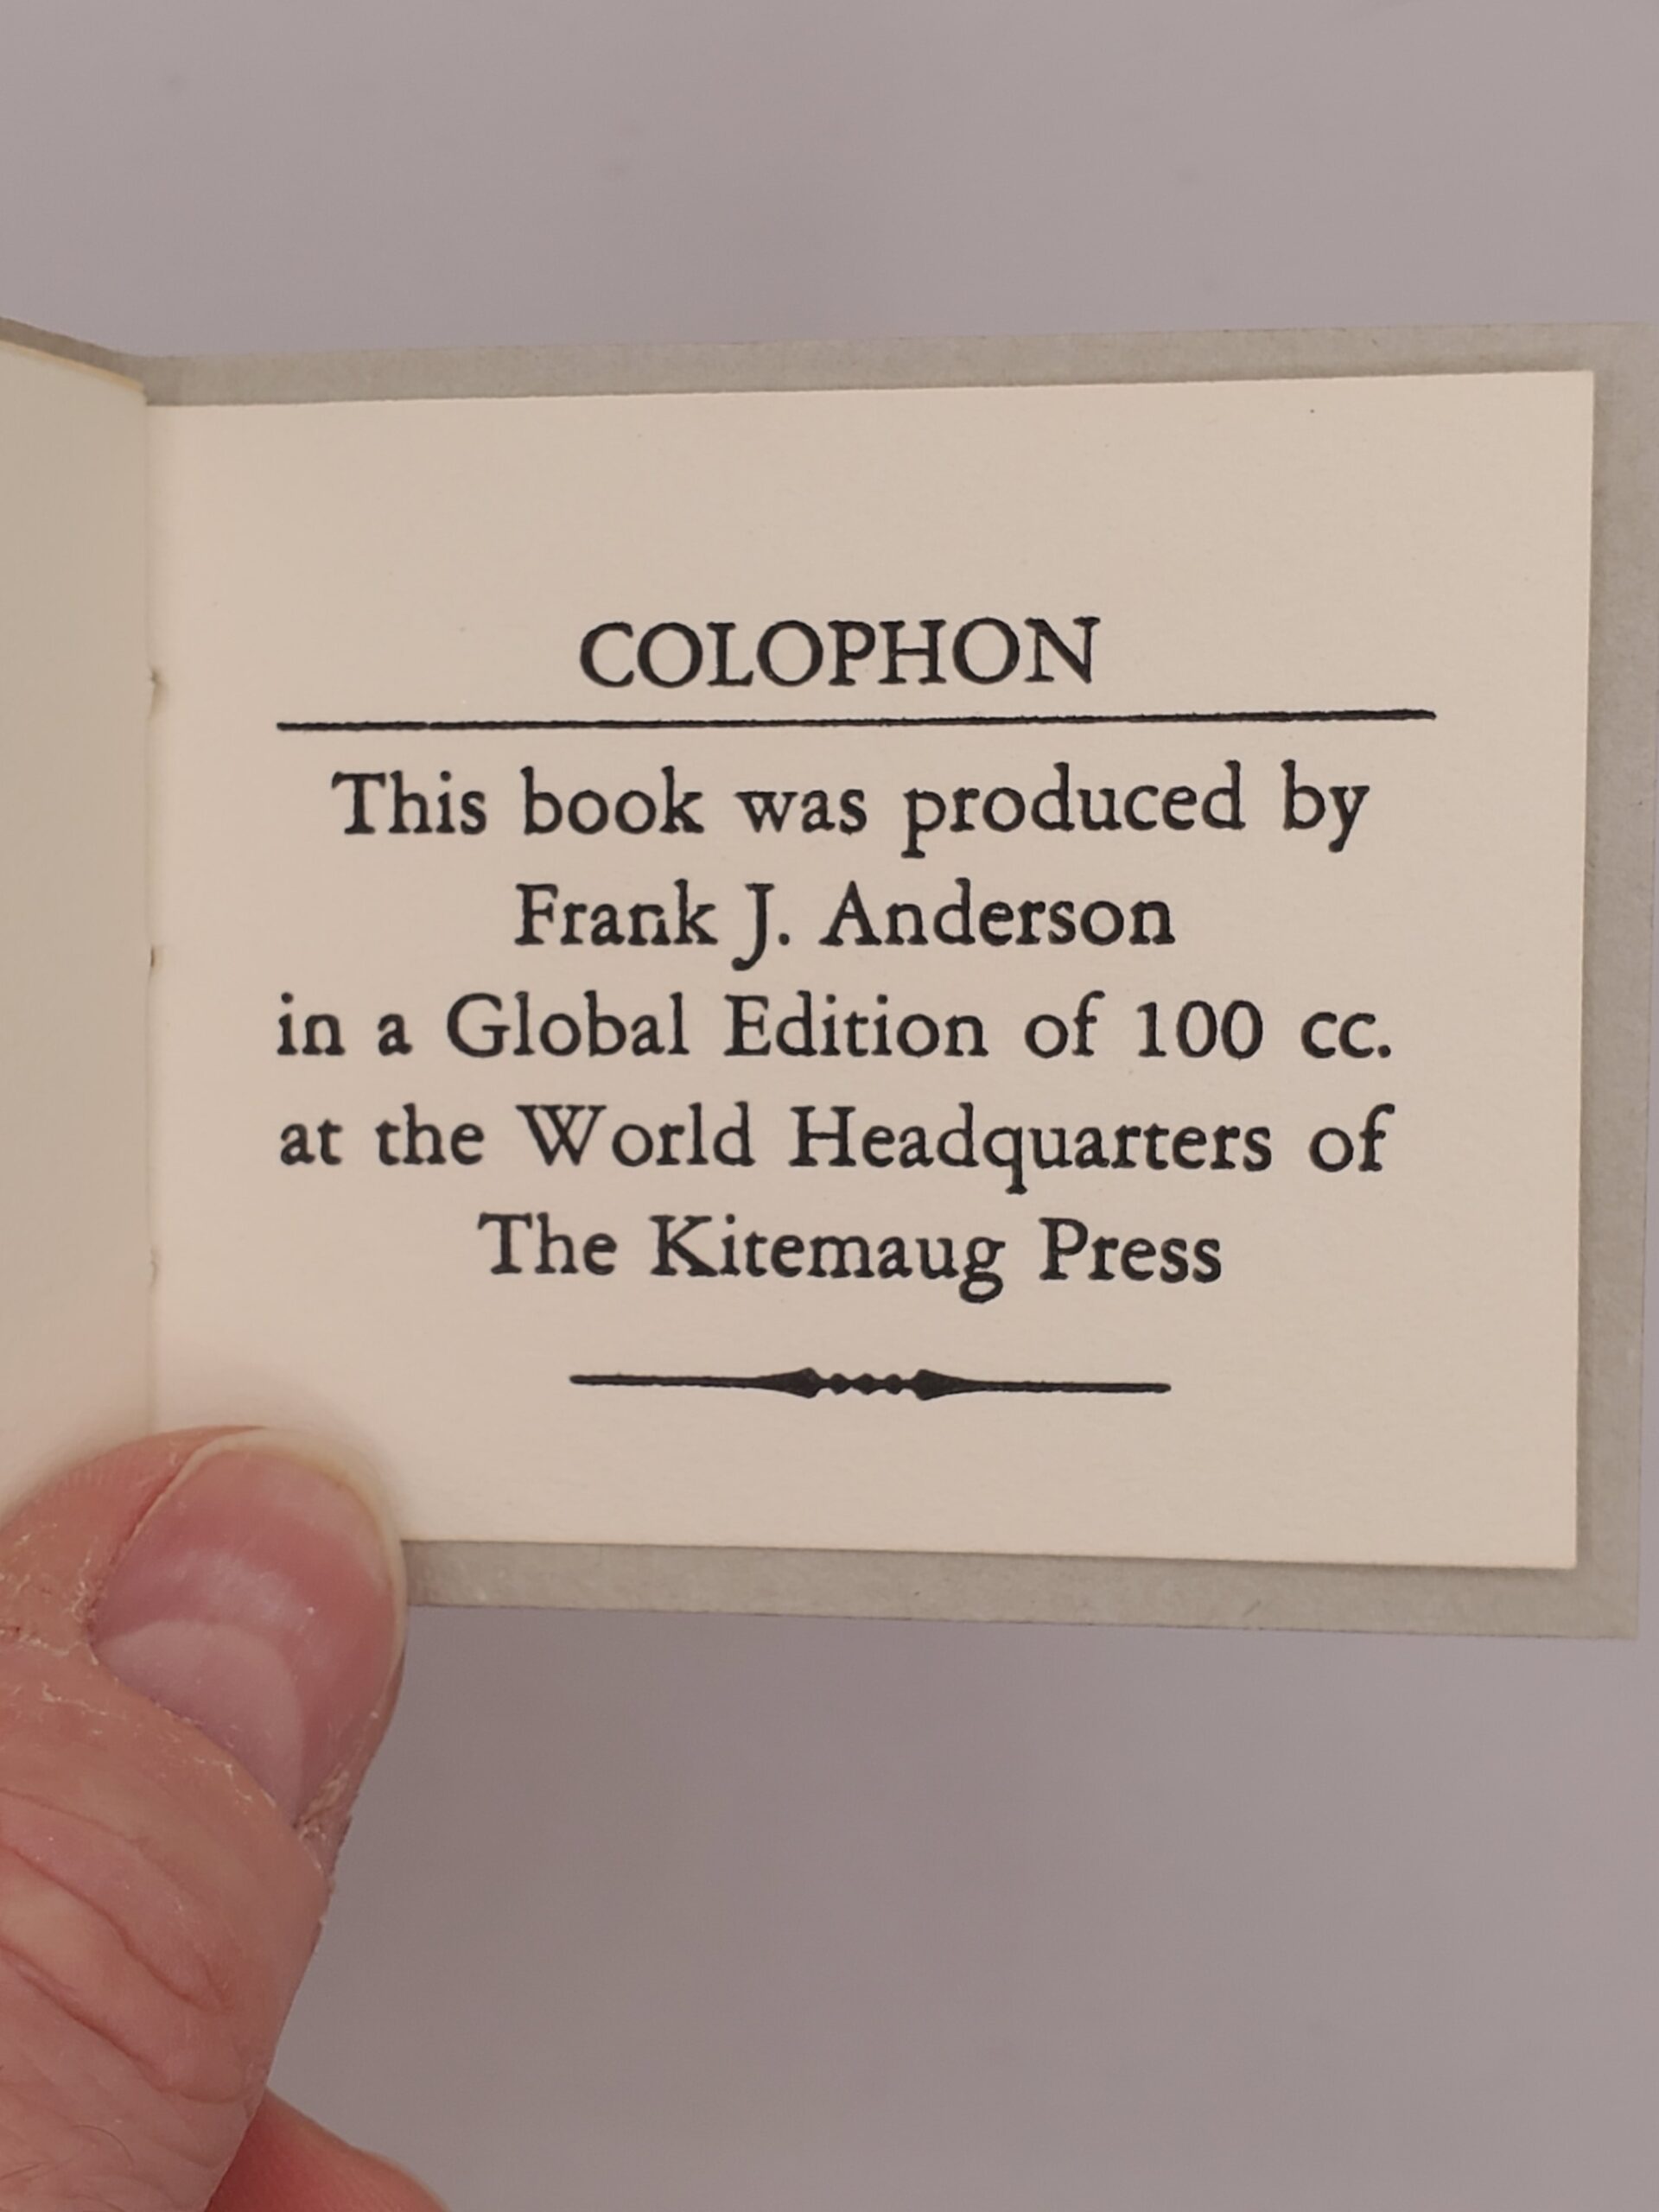 COLOPHON
This book was produced by
Frank J. Anderson
in a Global Edition of 100 cc.
at the World Headquarters of
The Kitemaug Press